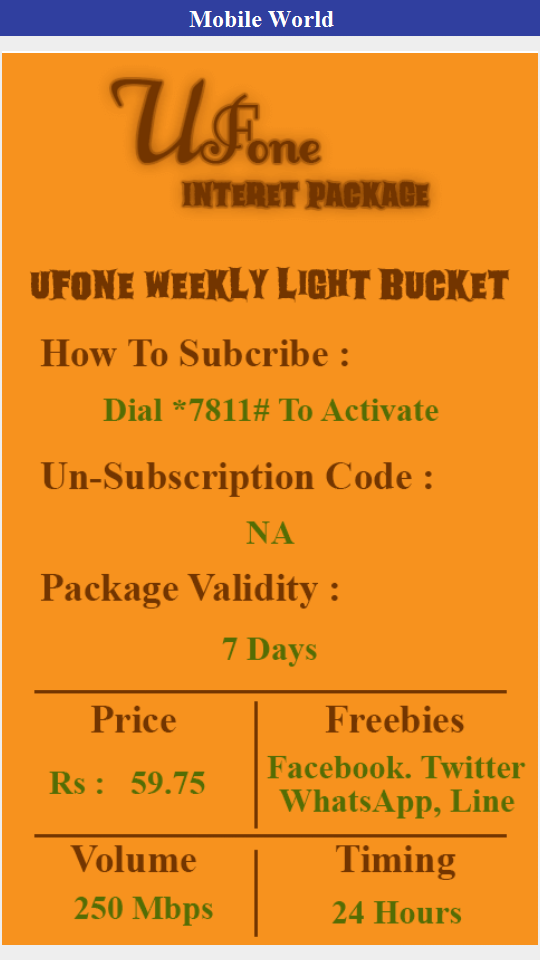 Mobile World
UFone
INTERET PACKAGE
UFONE WEEKLY LIGHT BUCKET
How To Subcribe :
Dial *7811# To Activate
Un-Subscription Code :
NA
Package Validity :
7 Days
Price
Rs : 59.75
Freebies
Facebook. Twitter
WhatsApp, Line
Volume
250 Mbps
Timing
24 Hours